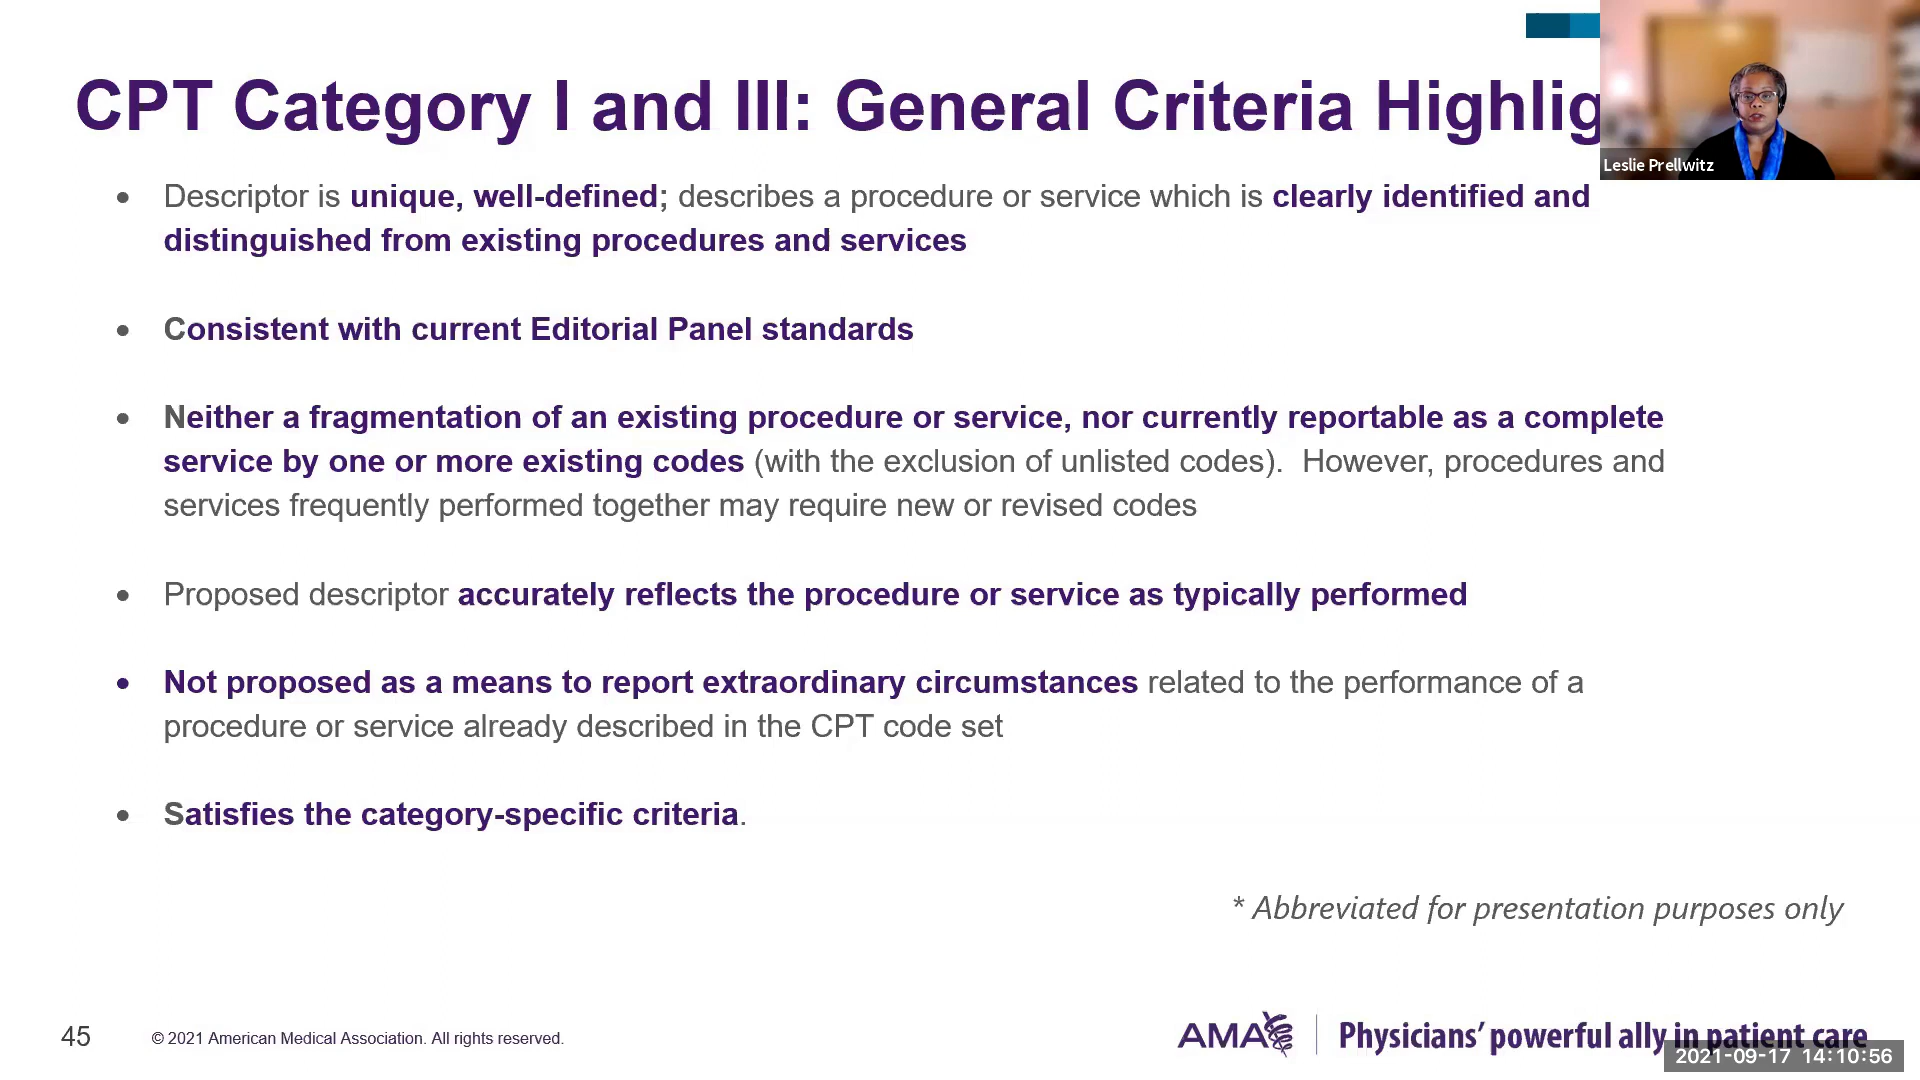 CPT Category I and III: General Criteria Highlig
Leslie Prellwitz
• Descriptor is unique, well-defined; describes a procedure or service which is clearly identified and
distinguished from existing procedures and services
• Consistent with current Editorial Panel standards
• Neither a fragmentation of an existing procedure or service, nor currently reportable as a complete
service by one or more existing codes (with the exclusion of unlisted codes). However, procedures and
services frequently performed together may require new or revised codes
• Proposed descriptor accurately reflects the procedure or service as typically performed
• Not proposed as a means to report extraordinary circumstances related to the performance of a
procedure or service already described in the CPT code set
• Satisfies the category-specific criteria.
* Abbreviated for presentation purposes only
45
© 2021 American Medical Association. All rights reserved.
AMA
Physicians’ powerful ally in patient care
2021-09-17 14:10:56